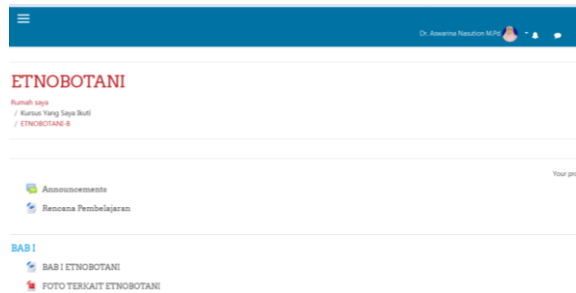 Dr. Aswarina Nasution M.Pd
ETNOBOTANI
Rumah saya
/ Kursus Yang Saya Ikuti
/ ETNOBOTANI-B
Your pro
Announcements
Rencana Pembelajaran
BAB I
BAB I ETNOBOTANI
FOTO TERKAIT ETNOBOTANI